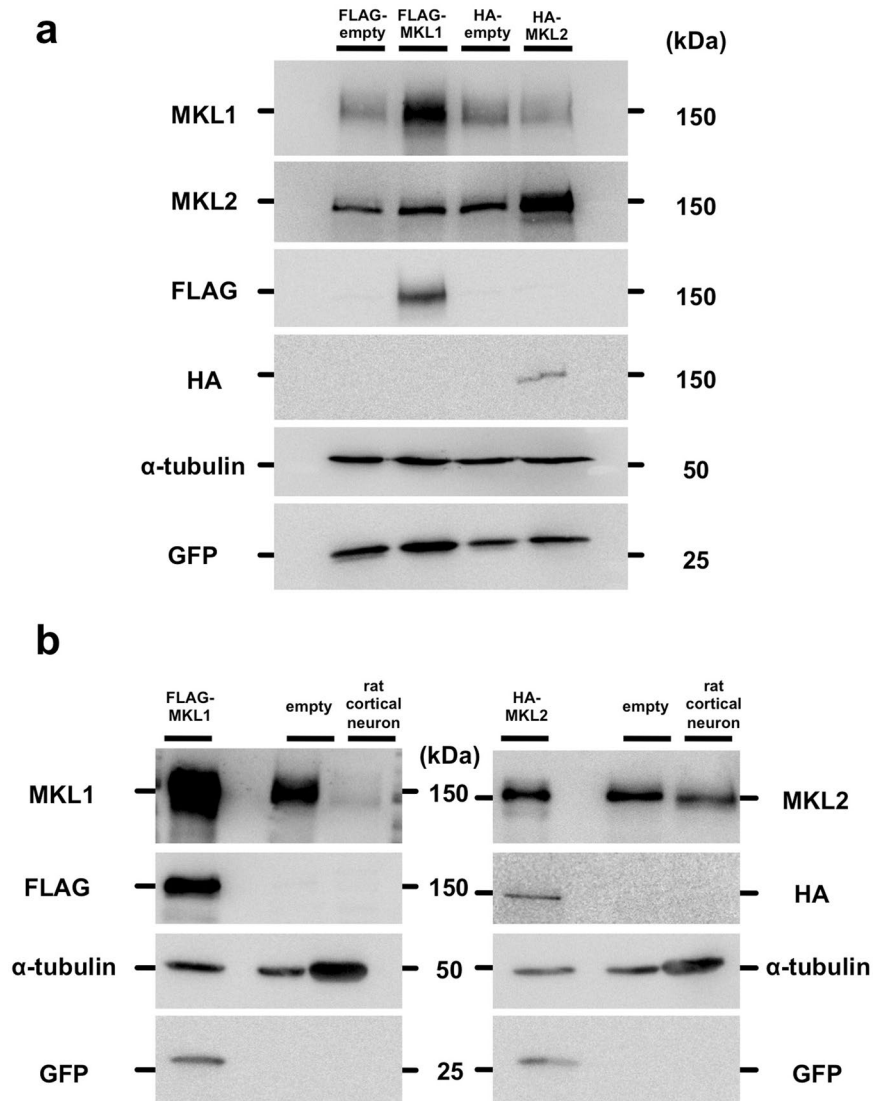 a
FLAG-
empty
FLAG-
MKL1
HA-
empty
HA-
MKL2
(kDa)
MKL1
150
MKL2
150
FLAG
150
HA
150
α-tubulin
50
GFP
25
b
FLAG-
MKL1
empty
rat
cortical
neuron
HA-
MKL2
empty
rat
cortical
neuron
(kDa)
MKL1
150
MKL2
FLAG
150
HA
α-tubulin
50
α-tubulin
GFP
25
GFP